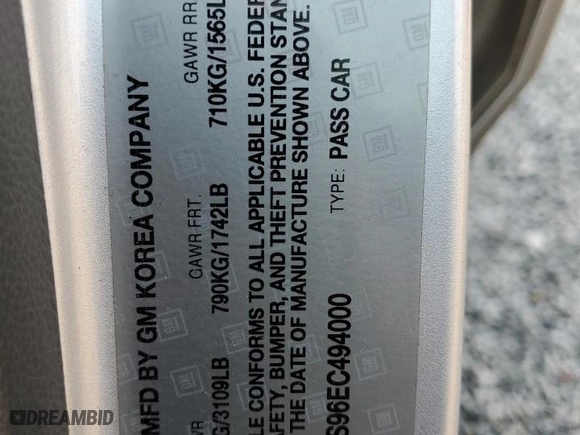 MFD BY GM KOREA COMPANY
GAWR FRT. GAWR RR
G/3109LB 790KG/1742LB 710KG/1565L
LE CONFORMS TO ALL APPLICABLE U.S. FEDER
AFETY, BUMPER, AND THEFT PREVENTION STAN
THE DATE OF MANUFACTURE SHOWN ABOVE.
S96EC494000 TYPE: PASS CAR
GM
DREAMBID